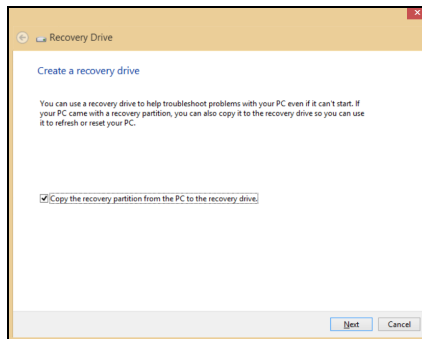 Recovery Drive
Create a recovery drive
You can use a recovery drive to help troubleshoot problems with your PC even if it can't start. If
your PC came with a recovery partition, you can also copy it to the recovery drive so you can use
it to refresh or reset your PC.
Copy the recovery partition from the PC to the recovery drive.
Next Cancel